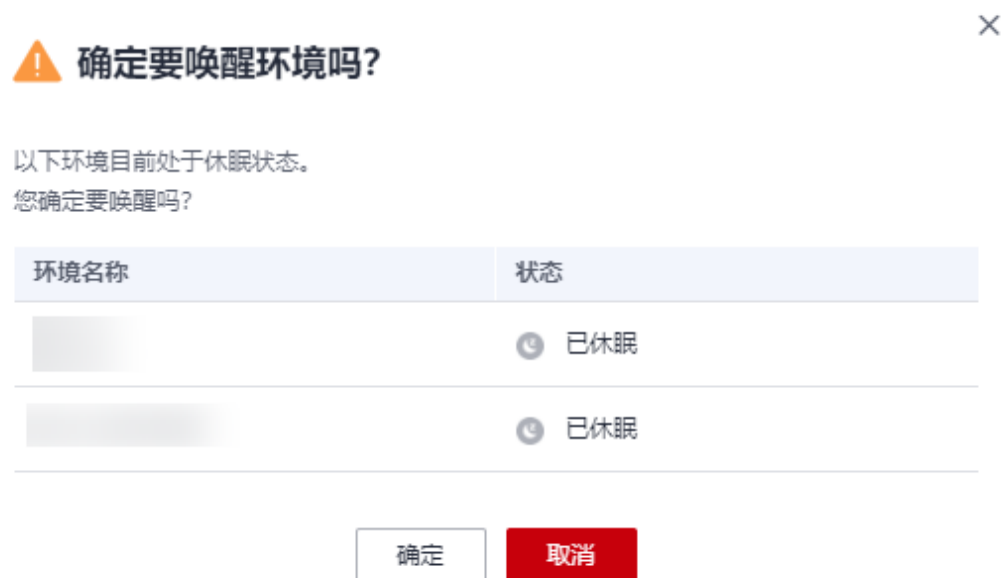 确定要唤醒环境吗?
以下环境目前处于休眠状态。
您确定要唤醒吗?
环境名称 状态
已休眠
已休眠
确定 取消